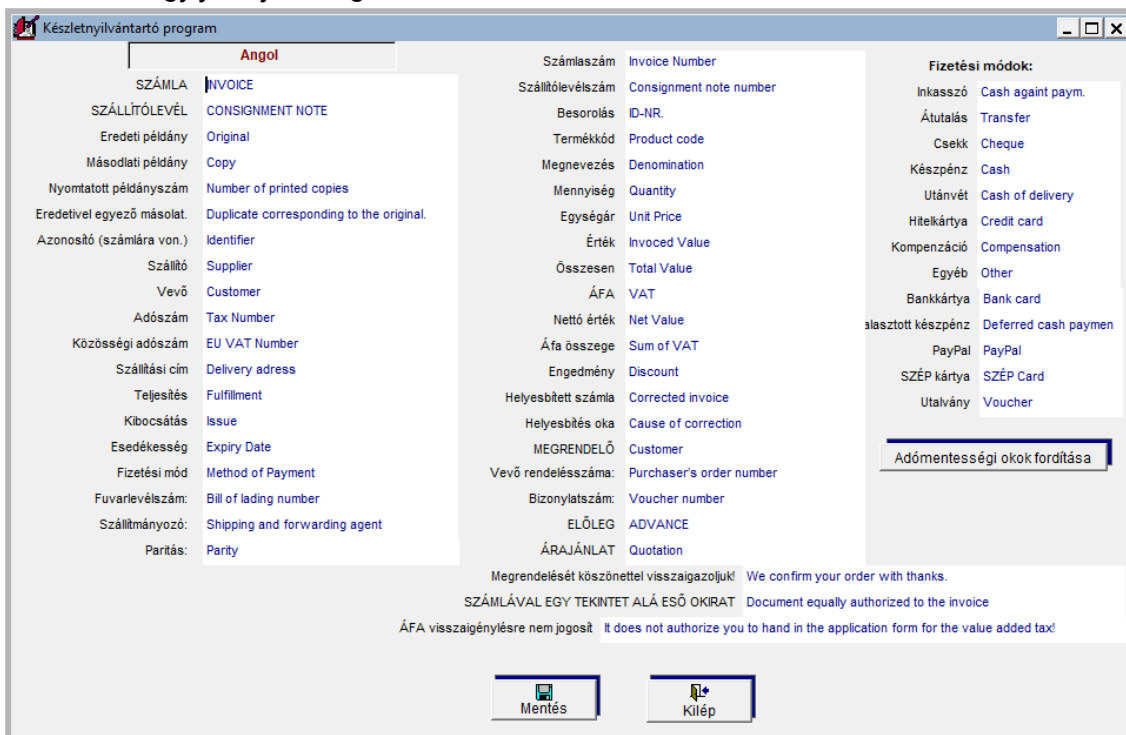 Készletnyilvántartó program
Angol
SZÁMLA INVOICE
SZÁLLÍTÓLEVÉL CONSIGNMENT NOTE
Eredeti példány Original
Másodlati példány Copy
Nyomtatott példányszám Number of printed copies
Eredetivel egyező másolat. Duplicate corresponding to the original.
Azonosító (számlára von.) Identifier
Szállító Supplier
Vevő Customer
Adószám Tax Number
Közösségi adószám EU VAT Number
Szállítási cím Delivery adress
Teljesítés Fulfillment
Kibocsátás Issue
Esedékesség Expiry Date
Fizetési mód Method of Payment
Fuvarlevélszám: Bill of lading number
Szállítmányozó: Shipping and forwarding agent
Paritás: Parity
Számlaszám Invoice Number
Szállítólevélszám Consignment note number
Besorolás ID-NR.
Termékkód Product code
Megnevezés Denomination
Mennyiség Quantity
Egységár Unit Price
Érték Invoced Value
Összesen Total Value
ÁFA VAT
Nettó érték Net Value
Áfa összege Sum of VAT
Engedmény Discount
Helyesbített számla Corrected invoice
Helyesbítés oka Cause of correction
MEGRENDELŐ Customer
Vevő rendelésszáma: Purchaser's order number
Bizonylatszám: Voucher number
ELŐLEG ADVANCE
ÁRAJÁNLAT Quotation
Fizetési módok:
Inkasszó Cash againt paym.
Átutalás Transfer
Csekk Cheque
Készpénz Cash
Utánvét Cash of delivery
Hitelkártya Credit card
Kompenzáció Compensation
Egyéb Other
Bankkártya Bank card
alasztott készpénz Deferred cash paymen
PayPal PayPal
SZÉP kártya SZÉP Card
Utalvány Voucher
Adómentességi okok fordítása
Megrendelését köszönettel visszaigazoljuk! We confirm your order with thanks.
SZÁMLÁVAL EGY TEKINTET ALÁ ESŐ OKIRAT Document equally authorized to the invoice
ÁFA visszaigénylésre nem jogosít It does not authorize you to hand in the application form for the value added tax!
Mentés
Kilép